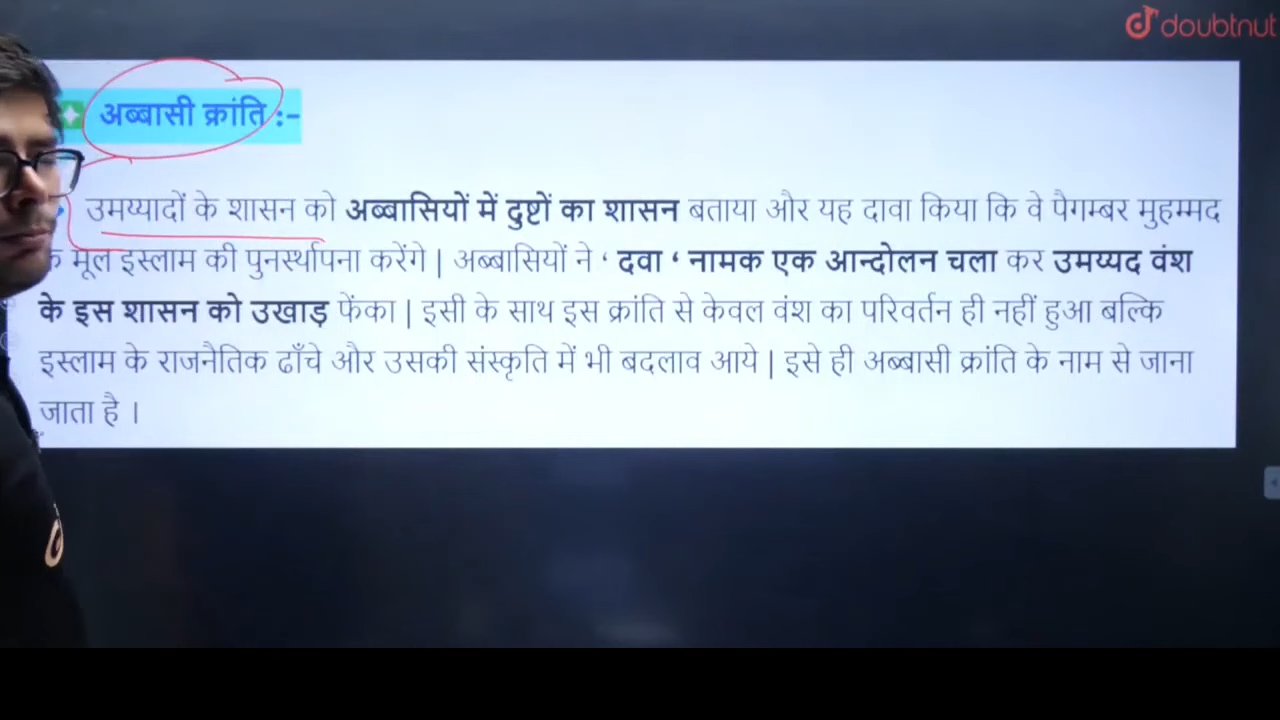 doubtnut
अब्बासी क्रांति :-
उमय्यादों के शासन को अब्बासियों में दुष्टों का शासन बताया और यह दावा किया कि वे पैगम्बर मुहम्मद
मूल इस्लाम की पुनर्स्थापना करेंगे | अब्बासियों ने ‘ दवा ‘ नामक एक आन्दोलन चला कर उमय्यद वंश
के इस शासन को उखाड़ फेंका | इसी के साथ इस क्रांति से केवल वंश का परिवर्तन ही नहीं हुआ बल्कि
इस्लाम के राजनैतिक ढाँचे और उसकी संस्कृति में भी बदलाव आये | इसे ही अब्बासी क्रांति के नाम से जाना
जाता है ।